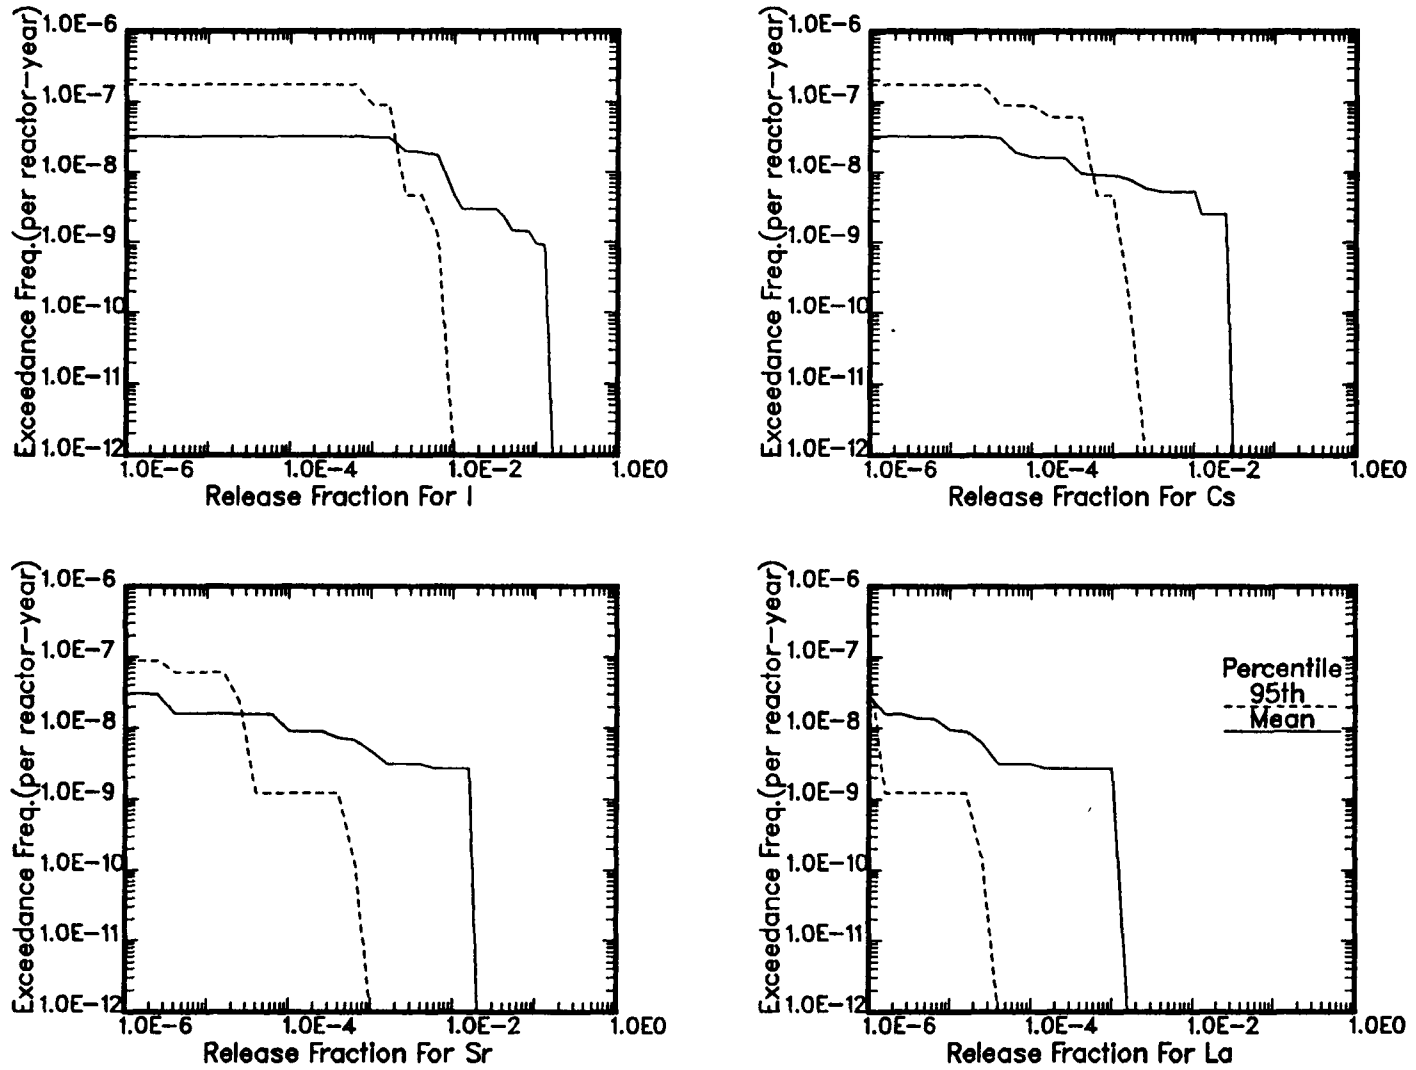 Exceedance Freq.(per reactor-year)
1.0E-6
1.0E-7
1.0E-8
1.0E-9
1.0E-10
1.0E-11
1.0E-12
1.0E-6 1.0E-4 1.0E-2 1.0E0
Release Fraction For I
Exceedance Freq.(per reactor-year)
1.0E-6
1.0E-7
1.0E-8
1.0E-9
1.0E-10
1.0E-11
1.0E-12
1.0E-6 1.0E-4 1.0E-2 1.0E0
Release Fraction For Cs
Exceedance Freq.(per reactor-year)
1.0E-6
1.0E-7
1.0E-8
1.0E-9
1.0E-10
1.0E-11
1.0E-12
1.0E-6 1.0E-4 1.0E-2 1.0E0
Release Fraction For Sr
Exceedance Freq.(per reactor-year)
1.0E-6
1.0E-7
1.0E-8
1.0E-9
1.0E-10
1.0E-11
1.0E-12
1.0E-6 1.0E-4 1.0E-2 1.0E0
Release Fraction For La
Percentile
95th
Mean